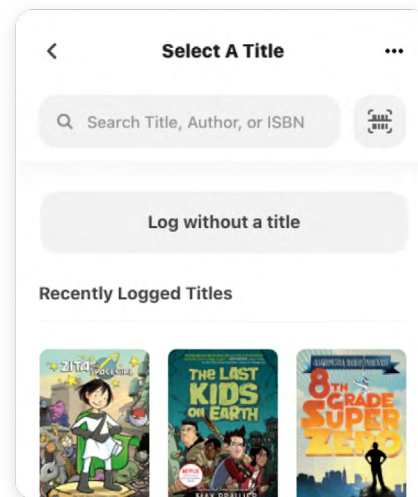 Select A Title
Search Title, Author, or ISBN
Log without a title
Recently Logged Titles
ZITA
THE LAST
KIDS
ON EARTH
NETFLIX
MAX BRALLIER
8TH
GRADE
SUPER
ZERO